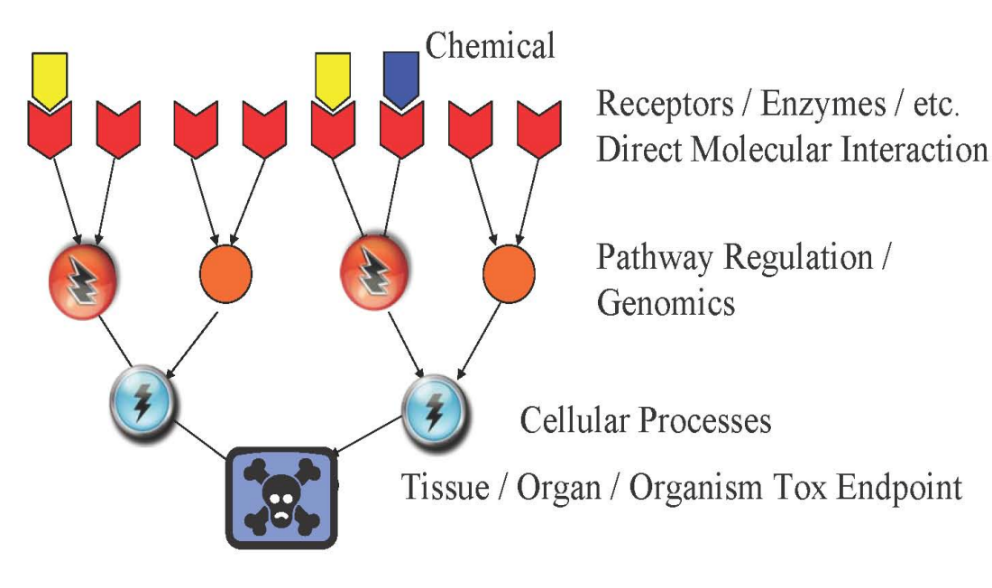 Chemical
Receptors / Enzymes / etc.
Direct Molecular Interaction
Pathway Regulation /
Genomics
Cellular Processes
Tissue / Organ / Organism Tox Endpoint